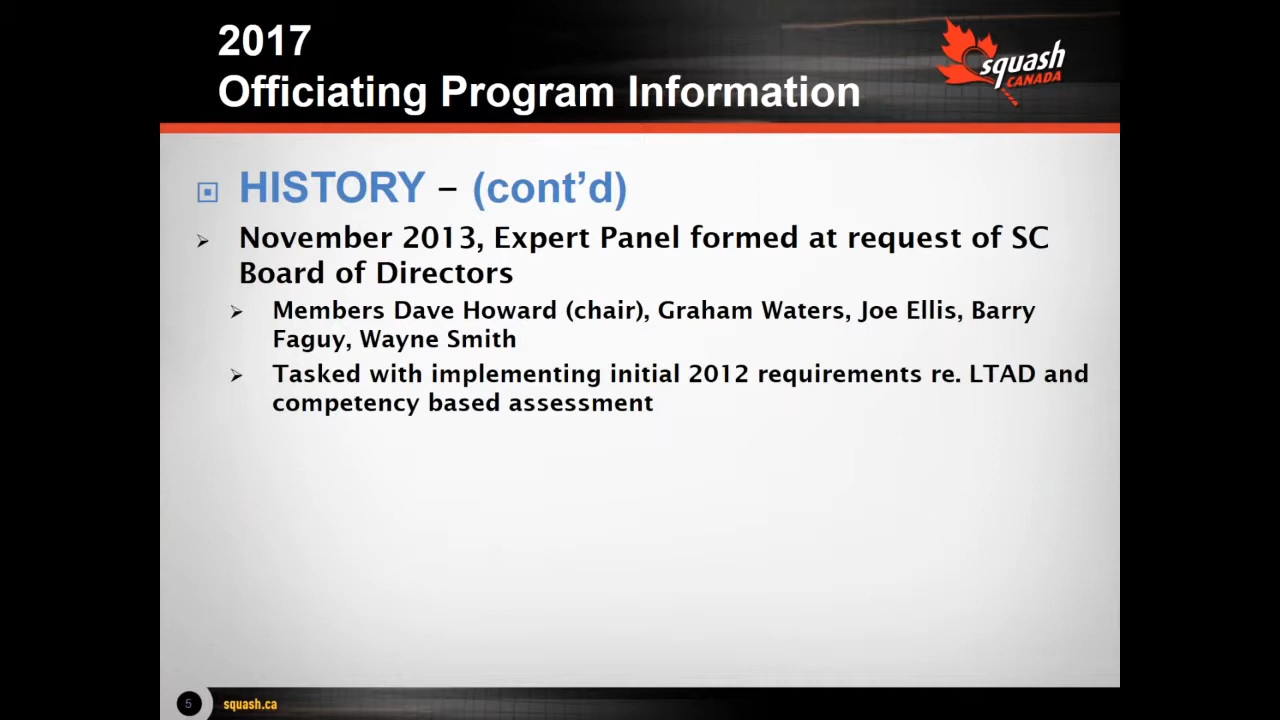 2017
Officiating Program Information
squash
CANADA
HISTORY – (cont’d)
November 2013, Expert Panel formed at request of SC
Board of Directors
Members Dave Howard (chair), Graham Waters, Joe Ellis, Barry
Faguy, Wayne Smith
Tasked with implementing initial 2012 requirements re. LTAD and
competency based assessment
5
squash.ca